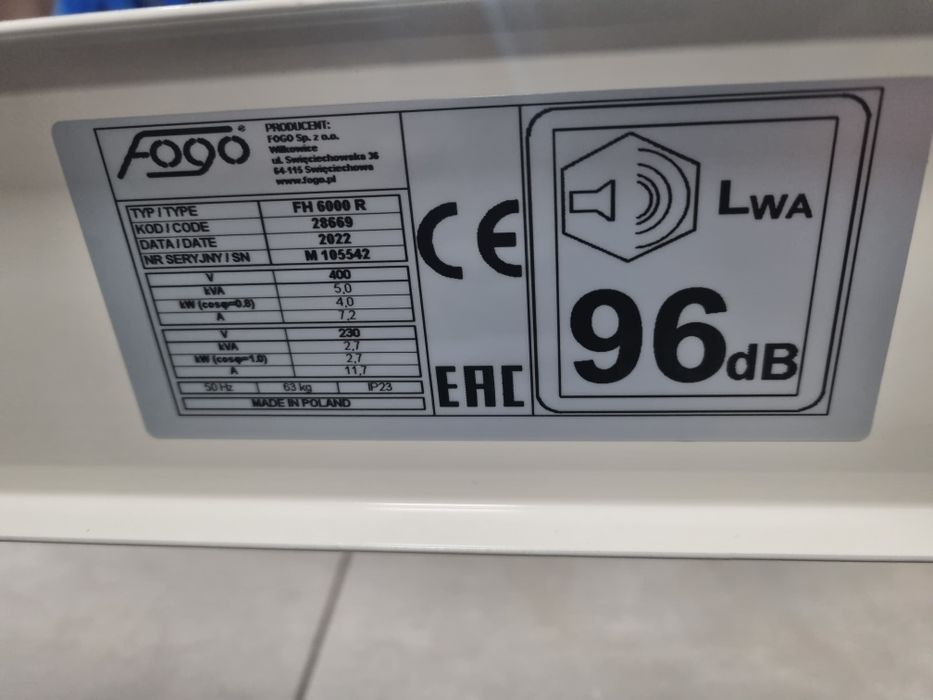 FOGO®
PRODUCENT:
FOGO Sp. z o.o.
Wilkowice
ul. Święciechowska 36
64-115 Święciechowa
www.fogo.pl
TYP / TYPE FH 6000 R
KOD / CODE 28669
DATA / DATE 2022
NR SERYJNY / SN M 105542
V 400
kVA 5,0
kW (cosφ=0.8) 4,0
A 7,2
V 230
kVA 2,7
kW (cosφ=1.0) 2,7
A 11,7
50 Hz 63 kg IP23
MADE IN POLAND
CE
EAC
LWA
96dB